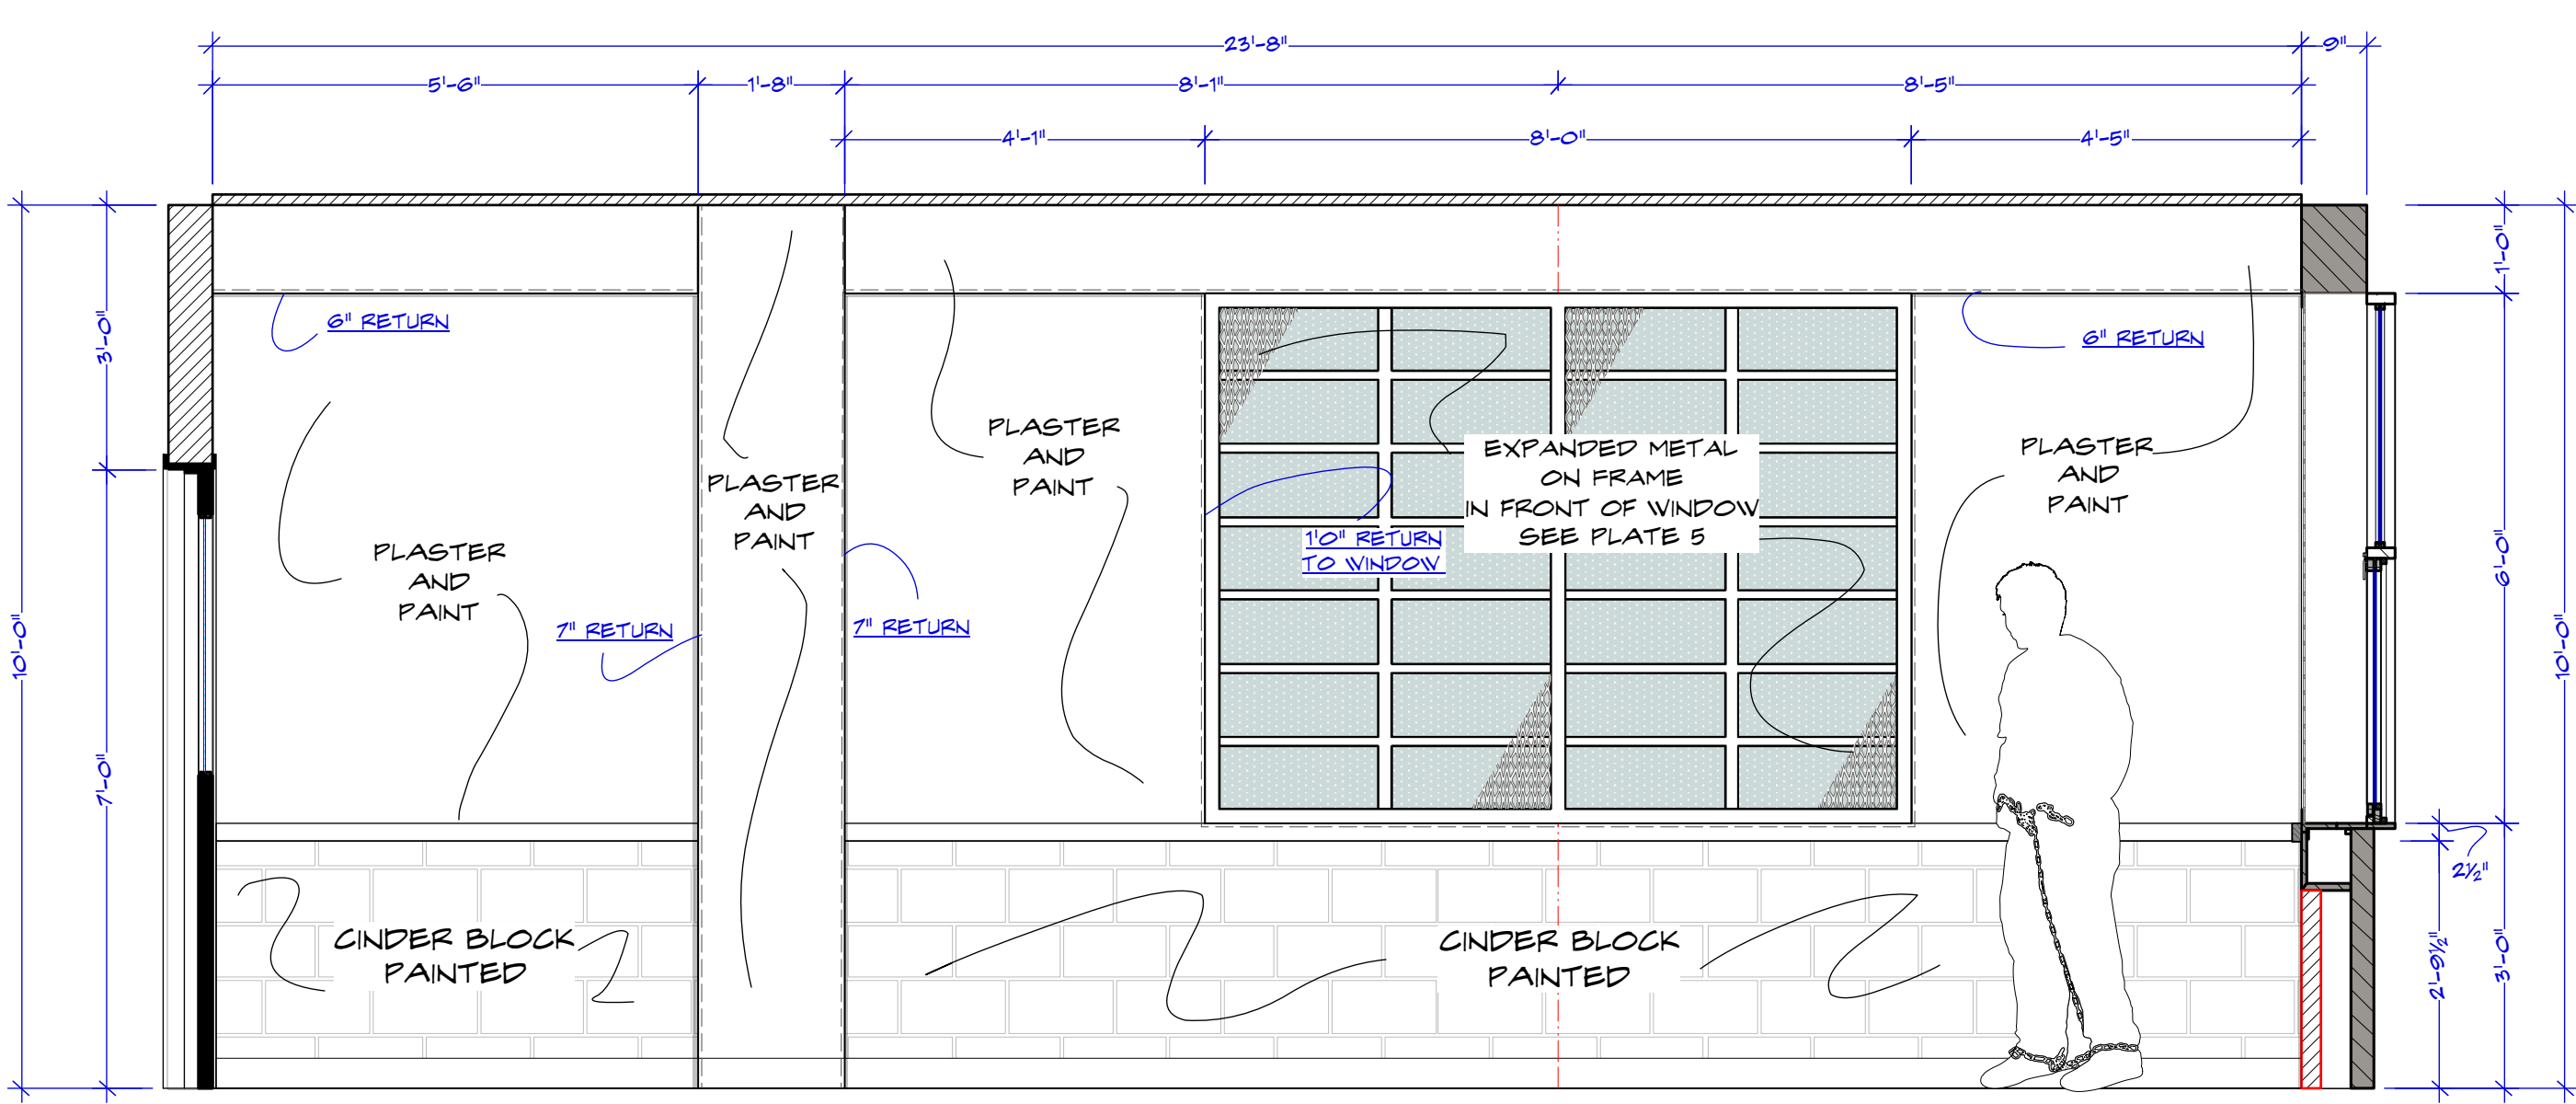 23'-8"
9"
5'-6"
1'-8"
8'-1"
8'-5"
4'-1"
8'-0"
4'-5"
10'-0"
3'-0"
7'-0"
6" RETURN
PLASTER
AND
PAINT
7" RETURN
CINDER BLOCK
PAINTED
PLASTER
AND
PAINT
7" RETURN
PLASTER
AND
PAINT
EXPANDED METAL
ON FRAME
IN FRONT OF WINDOW
SEE PLATE 5
1'0" RETURN
TO WINDOW
CINDER BLOCK
PAINTED
6" RETURN
PLASTER
AND
PAINT
1'-0"
6'-0"
2½"
2'-9½"
3'-0"
10'-0"